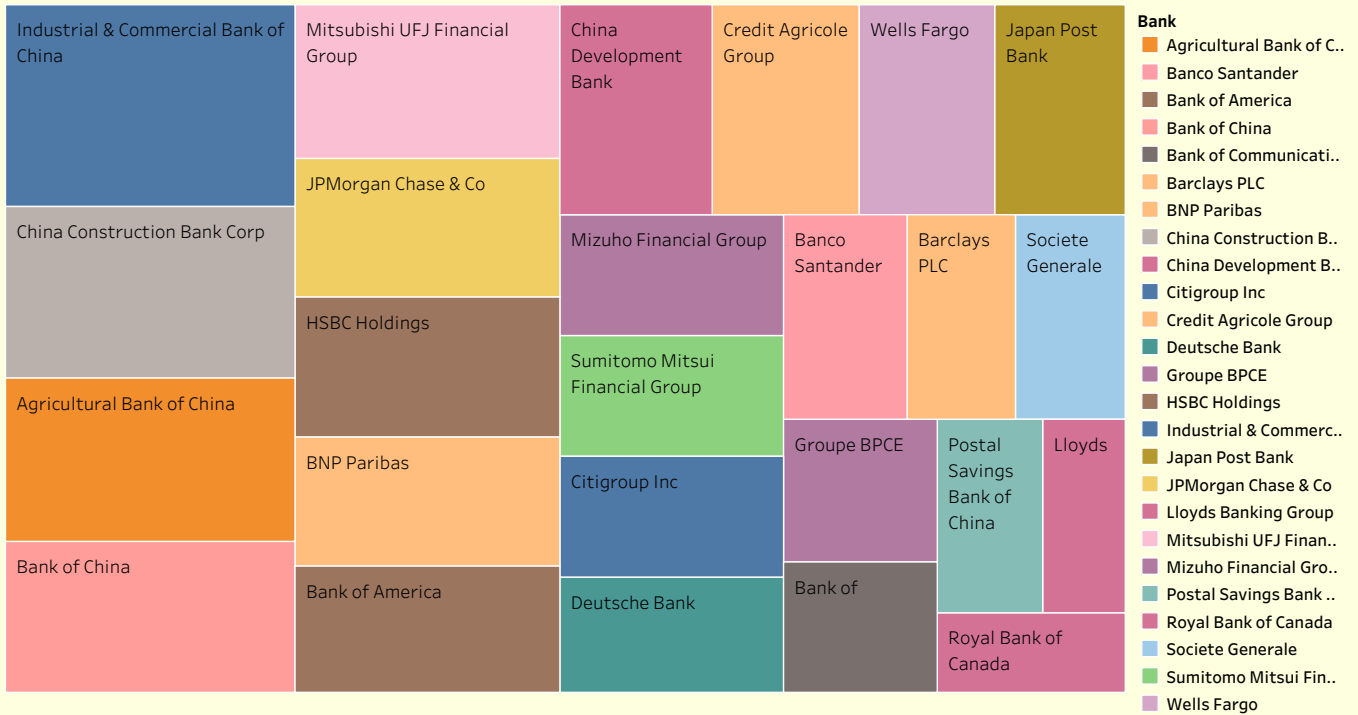 Industrial & Commercial Bank of
China
China Construction Bank Corp
Agricultural Bank of China
Bank of China
Mitsubishi UFJ Financial
Group
JPMorgan Chase & Co
HSBC Holdings
BNP Paribas
Bank of America
China
Development
Bank
Credit Agricole
Group
Wells Fargo
Japan Post
Bank
Mizuho Financial Group
Sumitomo Mitsui
Financial Group
Citigroup Inc
Deutsche Bank
Banco
Santander
Barclays
PLC
Societe
Generale
Groupe BPCE
Bank of
Postal
Savings
Bank of
China
Lloyds
Royal Bank of
Canada
Bank
Agricultural Bank of C..
Banco Santander
Bank of America
Bank of China
Bank of Communicati..
Barclays PLC
BNP Paribas
China Construction B..
China Development B..
Citigroup Inc
Credit Agricole Group
Deutsche Bank
Groupe BPCE
HSBC Holdings
Industrial & Commerc..
Japan Post Bank
JPMorgan Chase & Co
Lloyds Banking Group
Mitsubishi UFJ Finan..
Mizuho Financial Gro..
Postal Savings Bank ..
Royal Bank of Canada
Societe Generale
Sumitomo Mitsui Fin..
Wells Fargo